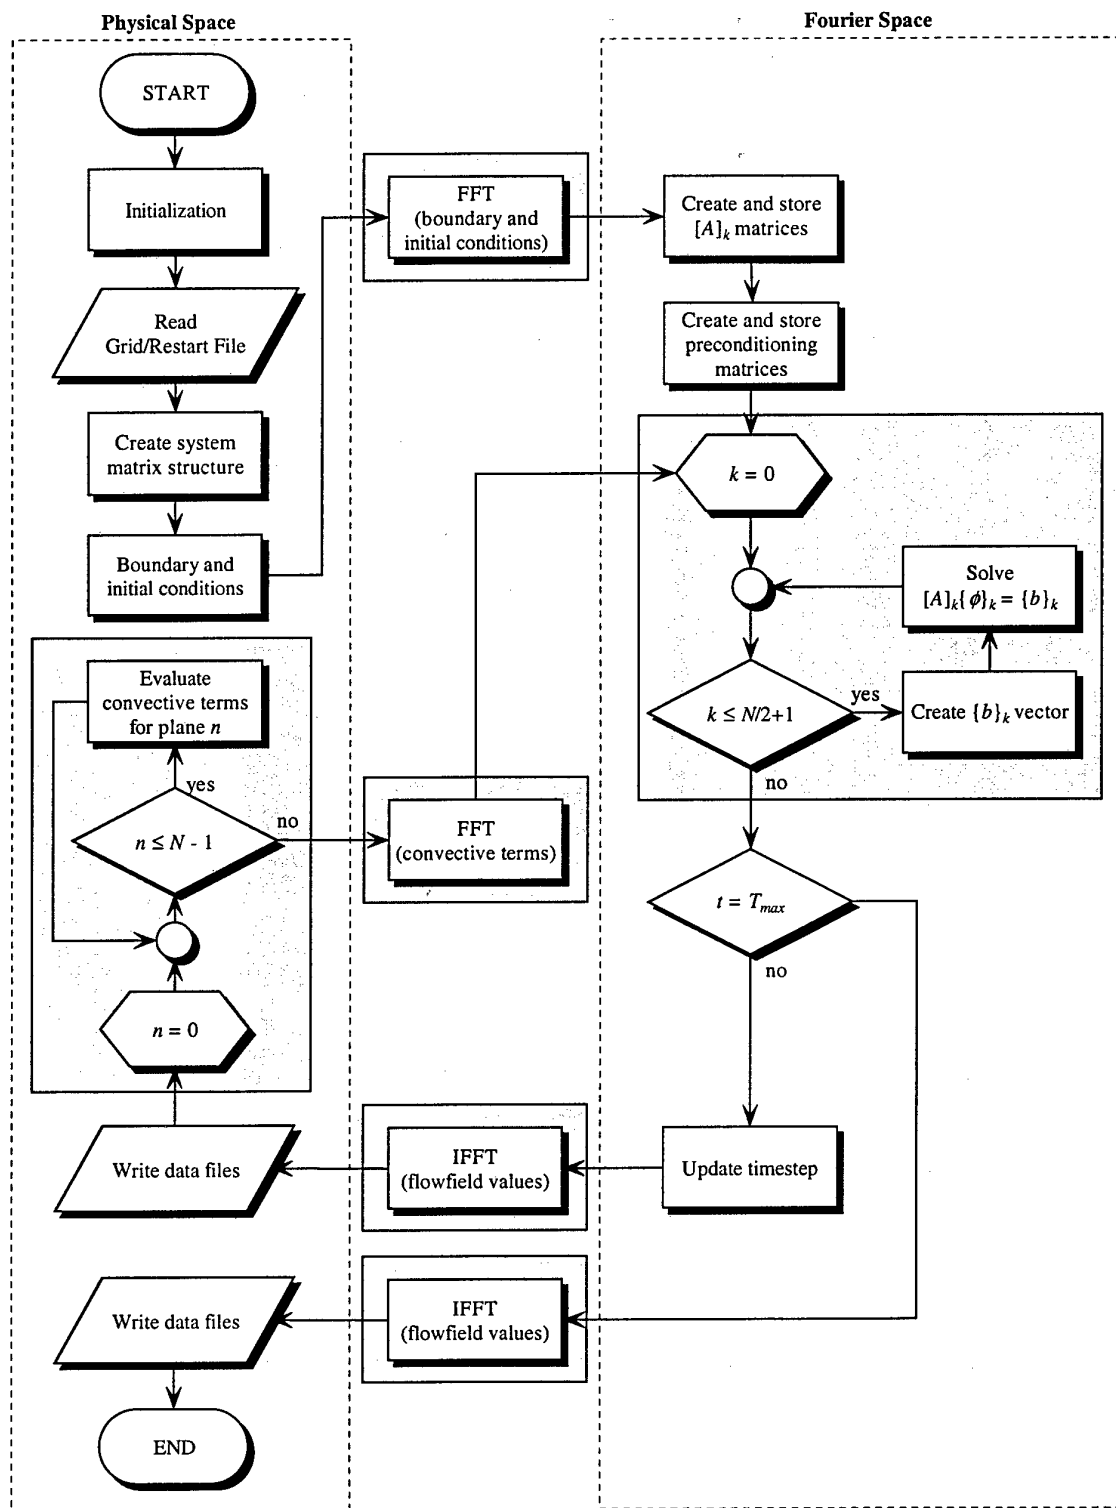 Physical Space
START
Initialization
Read
Grid/Restart File
Create system
matrix structure
Boundary and
initial conditions
Evaluate
convective terms
for plane n
yes
n ≤ N - 1
no
n = 0
Write data files
Write data files
END
FFT
(boundary and
initial conditions)
FFT
(convective terms)
IFFT
(flowfield values)
IFFT
(flowfield values)
Fourier Space
Create and store
[A]k matrices
Create and store
preconditioning
matrices
k = 0
Solve
[A]k{ϕ}k = {b}k
k ≤ N/2+1
yes
Create {b}k vector
no
t = Tmax
no
Update timestep